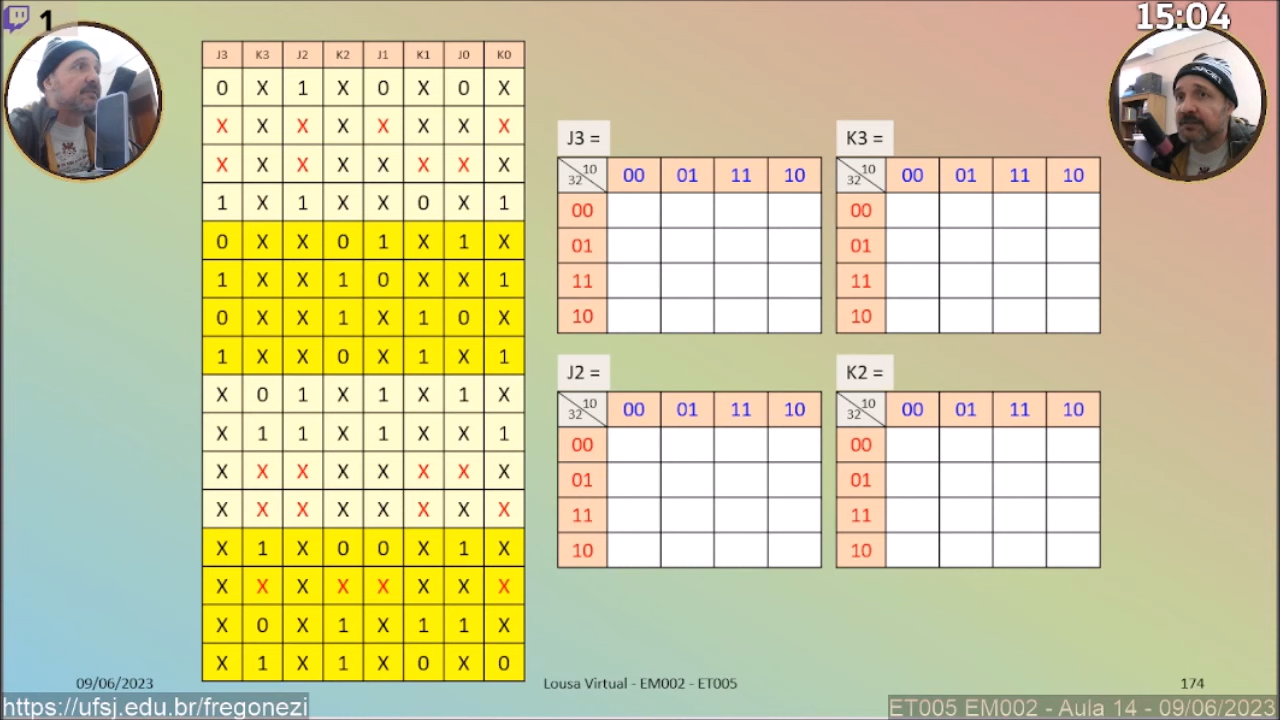 1
15:04
J3 K3 J2 K2 J1 K1 J0 K0
0 X 1 X 0 0 X
X X X X X X X X
X X X X X X X X
1 X 1 X X 0 X 1
0 X X 0 1 X 1 X
1 X X 1 0 X X 1
0 X X 1 X 1 0 X
1 X X 0 X 1 X 1
X 0 1 X 1 X 1 X
X 1 1 X 1 X X 1
X X X X X X X X
X X X X X X X X
X 1 X 0 0 X 1 X
X X X X X X X X
X 0 X 1 X 1 1 X
X 1 X 1 X 0 X 0
J3 =
10
32
00 01 11 10
00
01
11
10
K3 =
10
32
00 01 11 10
00
01
11
10
J2 =
10
32
00 01 11 10
00
01
11
10
K2 =
10
32
00 01 11 10
00
01
11
10
09/06/2023
Lousa Virtual - EM002 - ET005
174
https://ufsj.edu.br/fregonezi
ET005 EM002 - Aula 14 - 09/06/2023